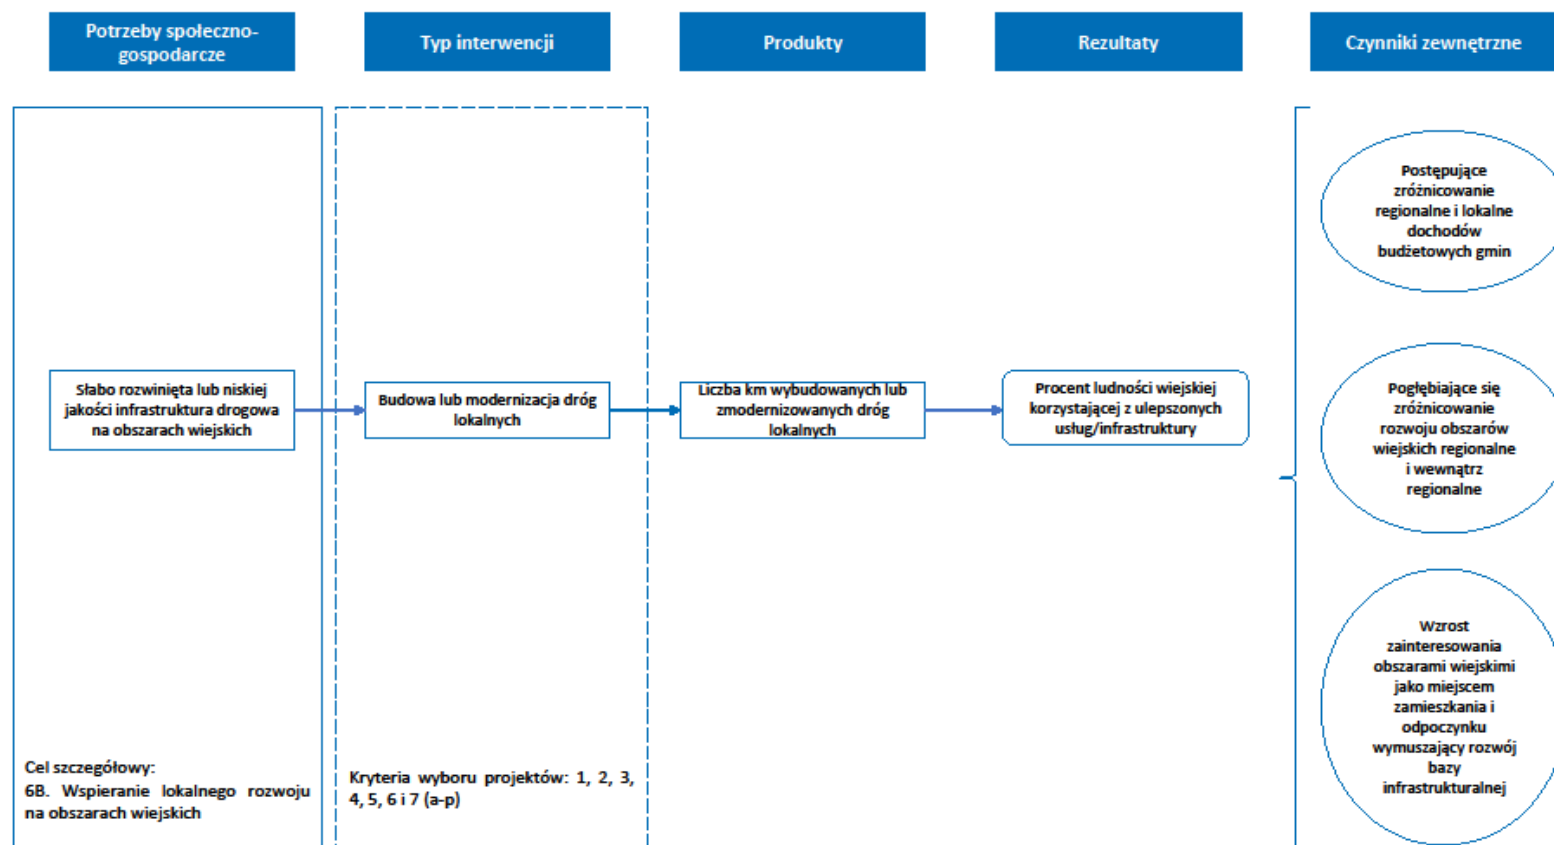 Potrzeby społeczno-
gospodarcze
Typ interwencji
Produkty
Rezultaty
Czynniki zewnętrzne
Słabo rozwinięta lub niskiej
jakości infrastruktura drogowa
na obszarach wiejskich
Budowa lub modernizacja dróg
lokalnych
Liczba km wybudowanych lub
zmodernizowanych dróg
lokalnych
Procent ludności wiejskiej
korzystającej z ulepszonych
usług/infrastruktury
Postępujące
zróżnicowanie
regionalne i lokalne
dochodów
budżetowych gmin
Pogłębiające się
zróżnicowanie
rozwoju obszarów
wiejskich regionalne
i wewnątrz
regionalne
Wzrost
zainteresowania
obszarami wiejskimi
jako miejscem
zamieszkania i
odpoczynku
wymuszający rozwój
bazy
infrastrukturalnej
Cel szczegółowy:
6B. Wspieranie lokalnego rozwoju
na obszarach wiejskich
Kryteria wyboru projektów: 1, 2, 3,
4, 5, 6 i 7 (a-p)